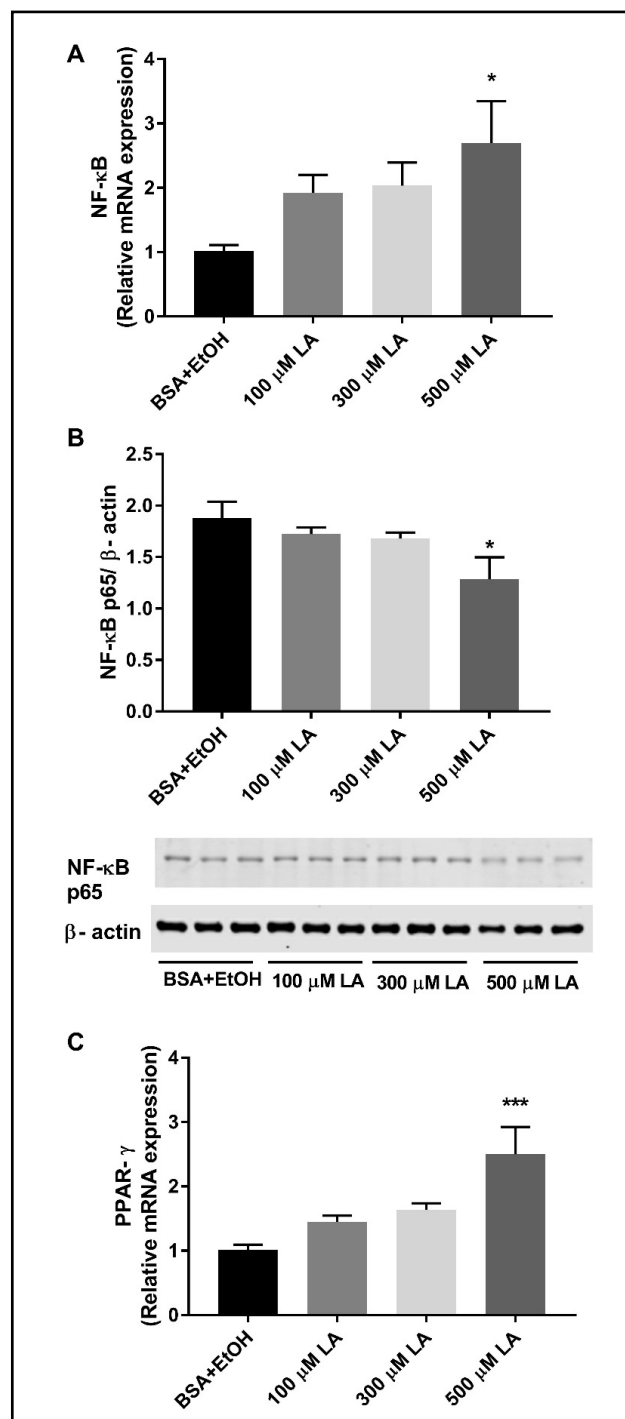 A
NF-κB
(Relative mRNA expression)
4
3
2
1
0
*
BSA+EtOH
100 μM LA
300 μM LA
500 μM LA
B
NF-κB p65/ β- actin
2.5
2.0
1.5
1.0
0.5
0.0
*
BSA+EtOH
100 μM LA
300 μM LA
500 μM LA
NF-κB
p65
β- actin
BSA+EtOH 100 μM LA 300 μM LA 500 μM LA
C
PPAR- γ
(Relative mRNA expression)
4
3
2
1
0
***
BSA+EtOH
100 μM LA
300 μM LA
500 μM LA